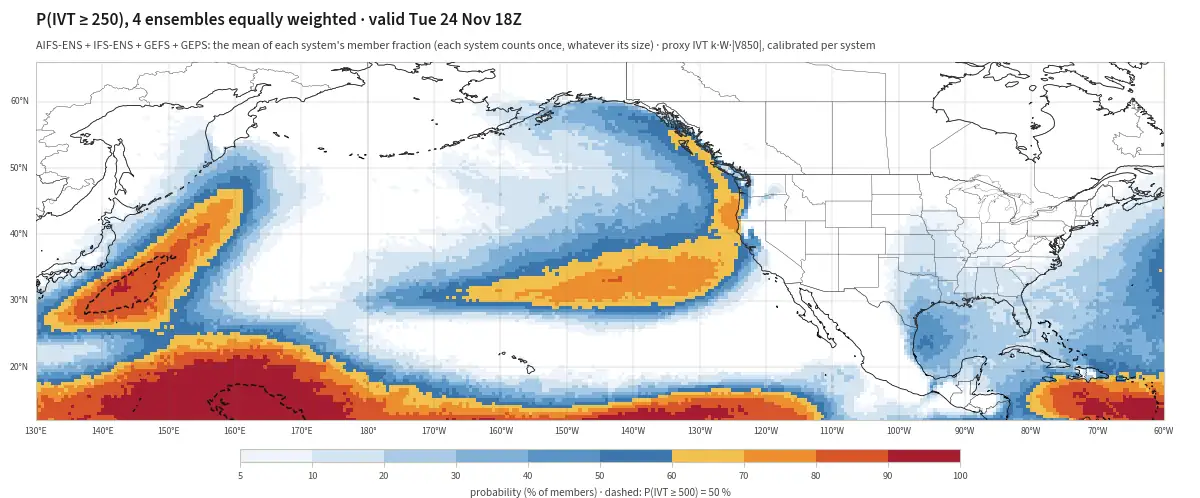 P(IVT ≥ 250), 4 ensembles equally weighted · valid Tue 24 Nov 18Z
AIFS-ENS + IFS-ENS + GEFS + GEPS: the mean of each system's member fraction (each system counts once, whatever its size) · proxy IVT k·W·|V850|, calibrated per system
60°N
50°N
40°N
30°N
20°N
130°E 140°E 150°E 160°E 170°E 180° 170°W 160°W 150°W 140°W 130°W 120°W 110°W 100°W 90°W 80°W 70°W 60°W
5 10 20 30 40 50 60 70 80 90 100
probability (% of members) · dashed: P(IVT ≥ 500) = 50 %